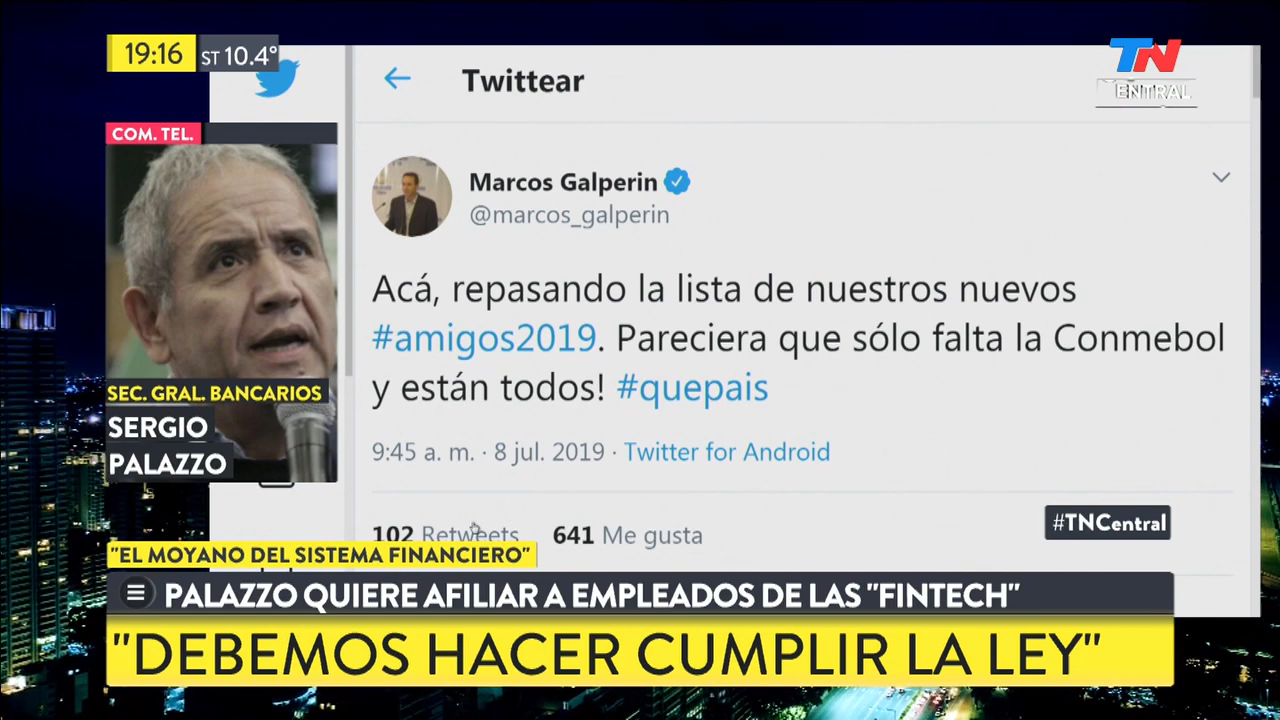 19:16 ST 10.4°
TN
CENTRAL
Twittear
COM. TEL.
Marcos Galperin
@marcos_galperin
Acá, repasando la lista de nuestros nuevos
#amigos2019. Pareciera que sólo falta la Conmebol
y están todos! #quepais
9:45 a. m. · 8 jul. 2019 · Twitter for Android
102 Retweets 641 Me gusta
SEC. GRAL. BANCARIOS
SERGIO
PALAZZO
#TNCentral
"EL MOYANO DEL SISTEMA FINANCIERO"
PALAZZO QUIERE AFILIAR A EMPLEADOS DE LAS "FINTECH"
"DEBEMOS HACER CUMPLIR LA LEY"